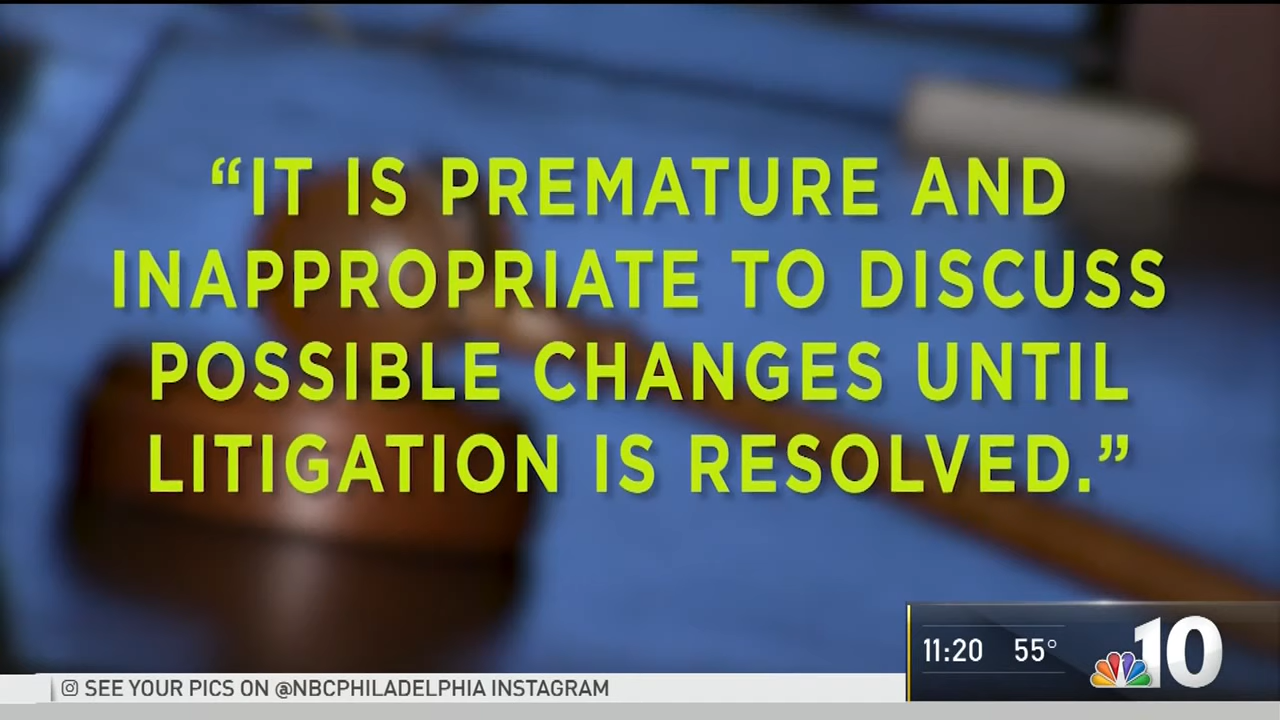 “IT IS PREMATURE AND
INAPPROPRIATE TO DISCUSS
POSSIBLE CHANGES UNTIL
LITIGATION IS RESOLVED.”
11:20 55° 10
SEE YOUR PICS ON @NBCPHILADELPHIA INSTAGRAM